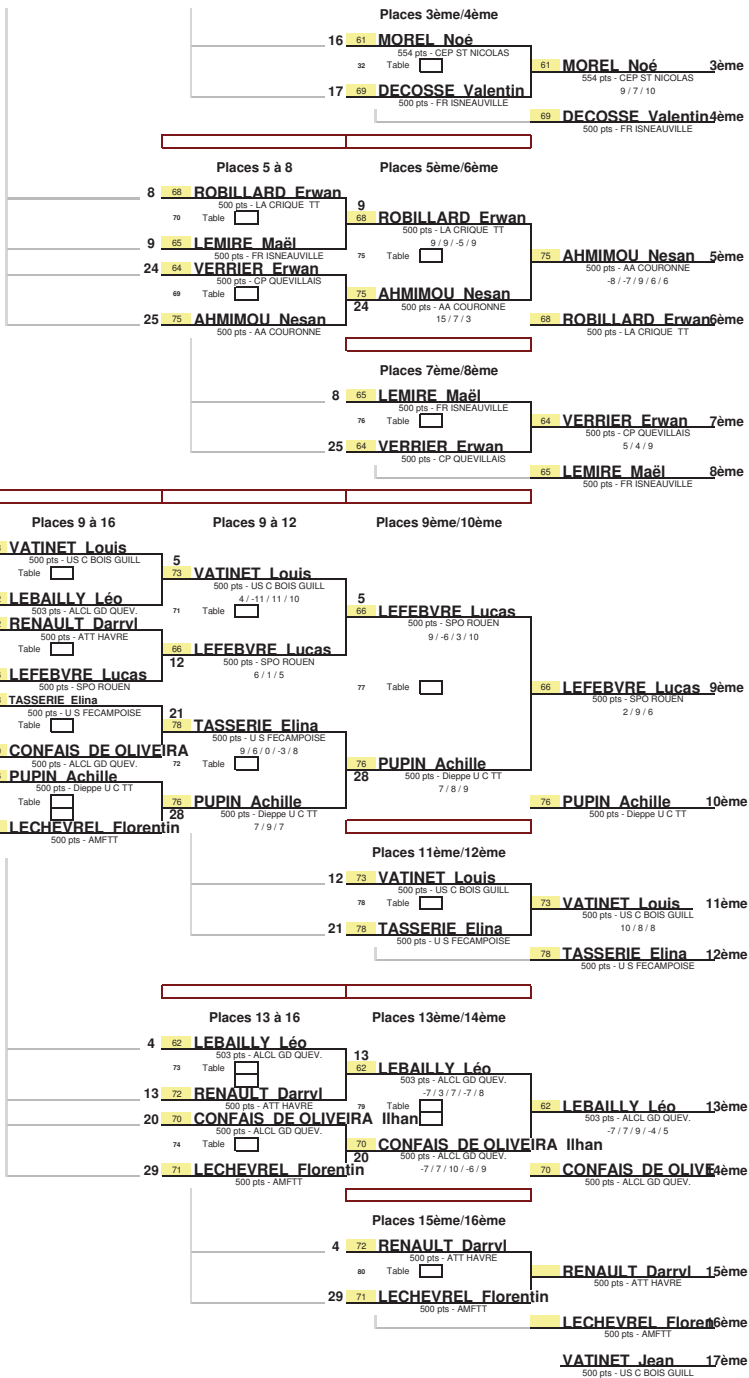 Places 3ème/4ème
16 61 MOREL Noé
554 pts - CEP ST NICOLAS
32 Table
61 MOREL Noé 3ème
554 pts - CEP ST NICOLAS
9 / 7 / 10
17 69 DECOSSE Valentin
500 pts - FR ISNEAUVILLE
69 DECOSSE Valentin 4ème
500 pts - FR ISNEAUVILLE
Places 5 à 8 Places 5ème/6ème
8 68 ROBILLARD Erwan
500 pts - LA CRIQUE TT
70 Table
9
68 ROBILLARD Erwan
500 pts - LA CRIQUE TT
9 / 9 / -5 / 9
9 65 LEMIRE Maël
500 pts - FR ISNEAUVILLE
75 Table
75 AHMIMOU Nesan 5ème
500 pts - AA COURONNE
-8 / -7 / 9 / 6 / 6
24 64 VERRIER Erwan
500 pts - CP QUEVILLAIS
69 Table
75 AHMIMOU Nesan
24
500 pts - AA COURONNE
15 / 7 / 3
25 75 AHMIMOU Nesan
500 pts - AA COURONNE
68 ROBILLARD Erwan 6ème
500 pts - LA CRIQUE TT
Places 7ème/8ème
8 65 LEMIRE Maël
500 pts - FR ISNEAUVILLE
76 Table
64 VERRIER Erwan 7ème
500 pts - CP QUEVILLAIS
5 / 4 / 9
25 64 VERRIER Erwan
500 pts - CP QUEVILLAIS
65 LEMIRE Maël 8ème
500 pts - FR ISNEAUVILLE
Places 9 à 16 Places 9 à 12 Places 9ème/10ème
VATINET Louis
500 pts - US C BOIS GUILL
Table
5
73 VATINET Louis
500 pts - US C BOIS GUILL
4 / -11 / 11 / 10
LEBAILLY Léo
503 pts - ALCL GD QUEV.
71 Table
5
66 LEFEBVRE Lucas
500 pts - SPO ROUEN
9 / -6 / 3 / 10
RENAULT Darryl
500 pts - ATT HAVRE
Table
66 LEFEBVRE Lucas
12
500 pts - SPO ROUEN
6 / 1 / 5
LEFEBVRE Lucas
500 pts - SPO ROUEN
77 Table
66 LEFEBVRE Lucas 9ème
500 pts - SPO ROUEN
2 / 9 / 6
TASSERIE Elina
500 pts - U S FECAMPOISE
Table
21
78 TASSERIE Elina
500 pts - U S FECAMPOISE
9 / 6 / 0 / -3 / 8
CONFAIS DE OLIVEIRA
500 pts - ALCL GD QUEV.
72 Table
76 PUPIN Achille
28
500 pts - Dieppe U C TT
7 / 8 / 9
PUPIN Achille
500 pts - Dieppe U C TT
Table
76 PUPIN Achille
28
500 pts - Dieppe U C TT
7 / 9 / 7
76 PUPIN Achille 10ème
500 pts - Dieppe U C TT
LECHEVREL Florentin
500 pts - AMFTT
Places 11ème/12ème
12 73 VATINET Louis
500 pts - US C BOIS GUILL
78 Table
73 VATINET Louis 11ème
500 pts - US C BOIS GUILL
10 / 8 / 8
21 78 TASSERIE Elina
500 pts - U S FECAMPOISE
78 TASSERIE Elina 12ème
500 pts - U S FECAMPOISE
Places 13 à 16 Places 13ème/14ème
4 62 LEBAILLY Léo
503 pts - ALCL GD QUEV.
73 Table
13
62 LEBAILLY Léo
503 pts - ALCL GD QUEV.
-7 / 3 / 7 / -7 / 8
13 72 RENAULT Darryl
500 pts - ATT HAVRE
79 Table
62 LEBAILLY Léo 13ème
503 pts - ALCL GD QUEV.
-7 / 7 / 9 / -4 / 5
20 70 CONFAIS DE OLIVEIRA Ilhan
500 pts - ALCL GD QUEV.
74 Table
70 CONFAIS DE OLIVEIRA Ilhan
20
500 pts - ALCL GD QUEV.
-7 / 7 / 10 / -6 / 9
29 71 LECHEVREL Florentin
500 pts - AMFTT
70 CONFAIS DE OLIVE 14ème
500 pts - ALCL GD QUEV.
Places 15ème/16ème
4 72 RENAULT Darryl
500 pts - ATT HAVRE
80 Table
RENAULT Darryl 15ème
500 pts - ATT HAVRE
29 71 LECHEVREL Florentin
500 pts - AMFTT
LECHEVREL Floren 16ème
500 pts - AMFTT
VATINET Jean 17ème
500 pts - US C BOIS GUILL